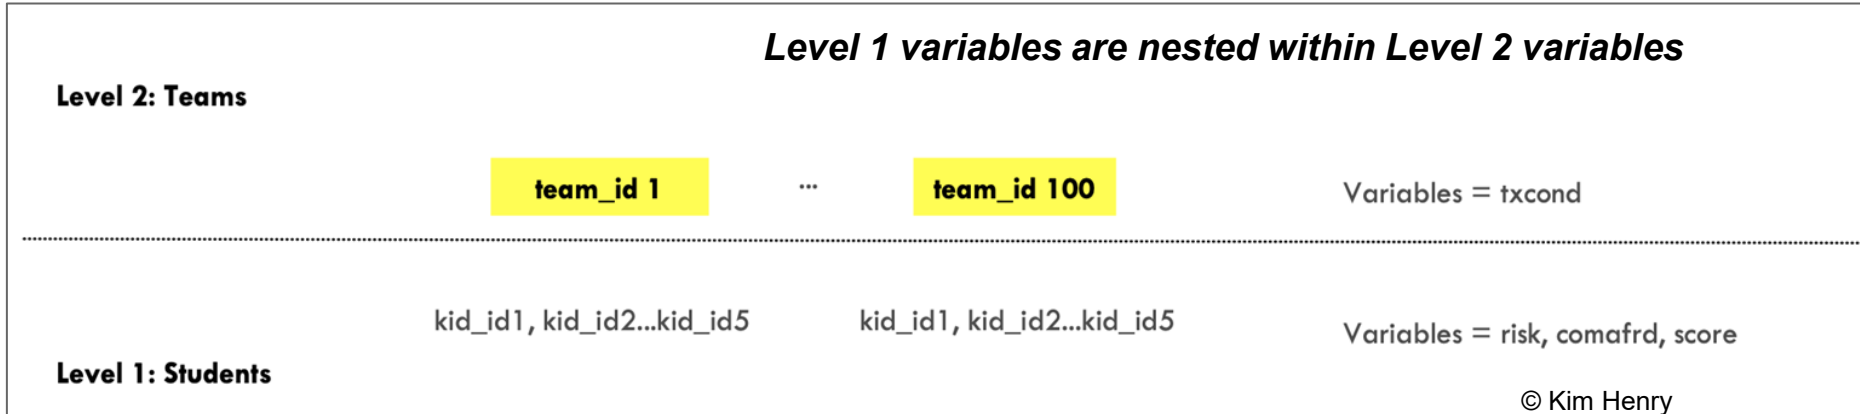 Level 1 variables are nested within Level 2 variables
Level 2: Teams
team_id 1 ... team_id 100 Variables = txcond
kid_id1, kid_id2...kid_id5 kid_id1, kid_id2...kid_id5 Variables = risk, comafrd, score
Level 1: Students
© Kim Henry